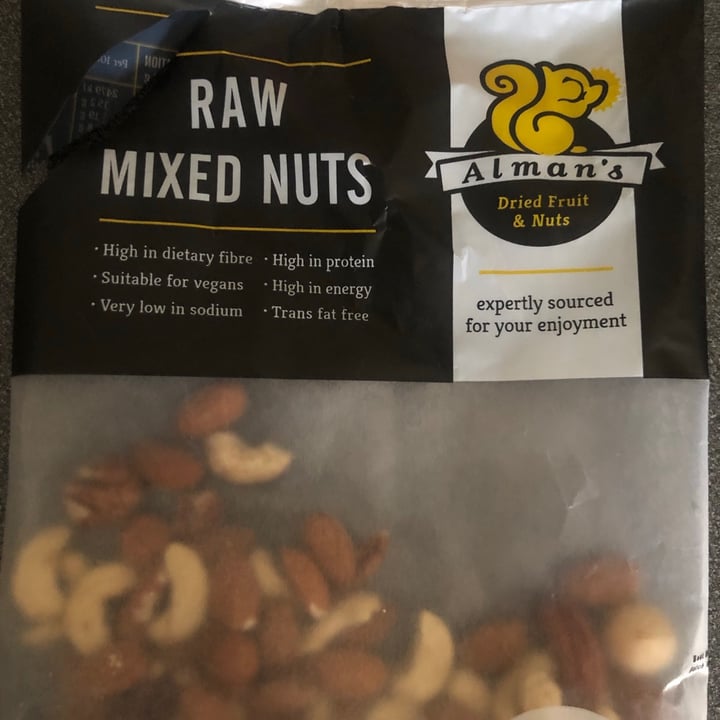 RAW
MIXED NUTS
· High in dietary fibre
· Suitable for vegans
· Very low in sodium
· High in protein
· High in energy
· Trans fat free
Alman's
Dried Fruit
& Nuts
expertly sourced
for your enjoyment